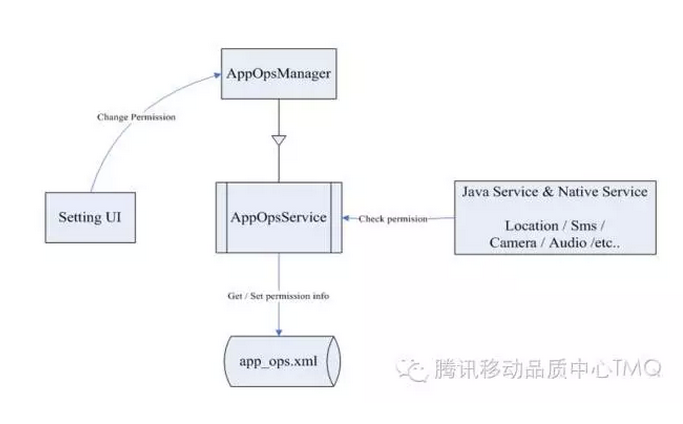 AppOpsManager
Change Permission
Setting UI
AppOpsService
Check permision
Java Service & Native Service
Location / Sms /
Camera / Audio /etc..
Get / Set permission info
app_ops.xml
腾讯移动品质中心TMQ